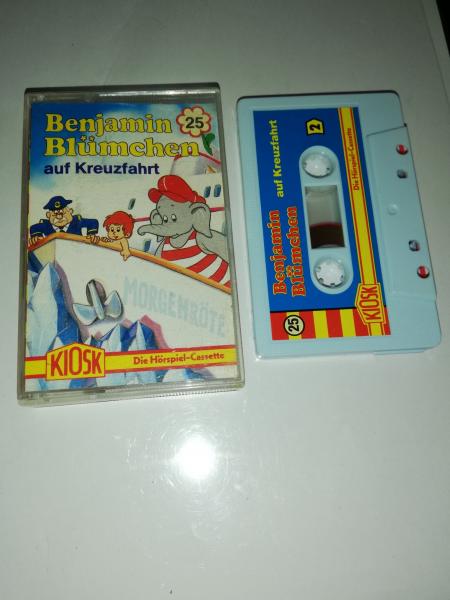 Benjamin 25
Blümchen
auf Kreuzfahrt
MORGENRÖTE
KIOSK
Die Hörspiel-Cassette
25
Benjamin
Blümchen
auf Kreuzfahrt
2
KIOSK
Die Hörspiel-Cassette